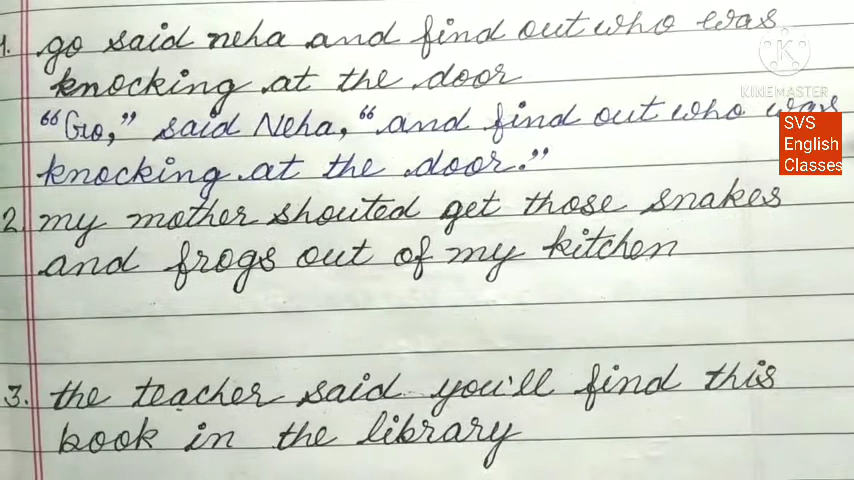 1. go said neha and find out who was
knocking at the door
"Go," said Neha, "and find out who was
knocking at the door."
2. my mother shouted get those snakes
and frogs out of my kitchen
3. the teacher said you'll find this
book in the library
K
KINEMASTER
SVS
English
Classes